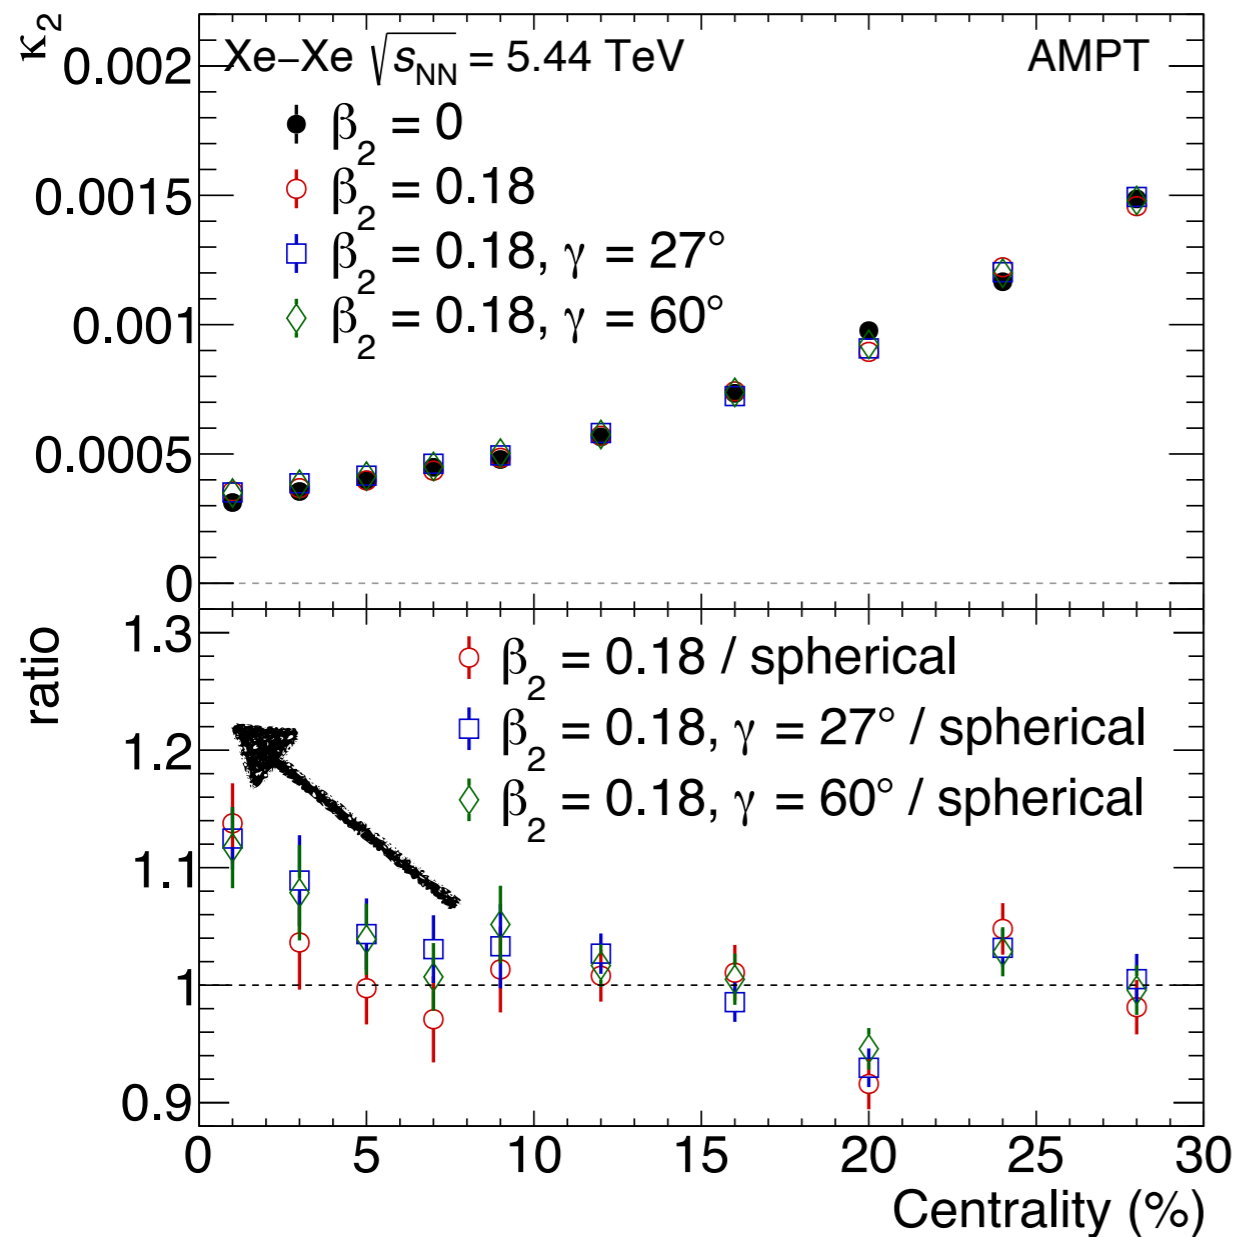 κ₂
Xe–Xe √s_NN = 5.44 TeV
AMPT
β₂ = 0
β₂ = 0.18
β₂ = 0.18, γ = 27°
β₂ = 0.18, γ = 60°
0.002
0.0015
0.001
0.0005
0
ratio
β₂ = 0.18 / spherical
β₂ = 0.18, γ = 27° / spherical
β₂ = 0.18, γ = 60° / spherical
1.3
1.2
1.1
1
0.9
0 5 10 15 20 25 30
Centrality (%)